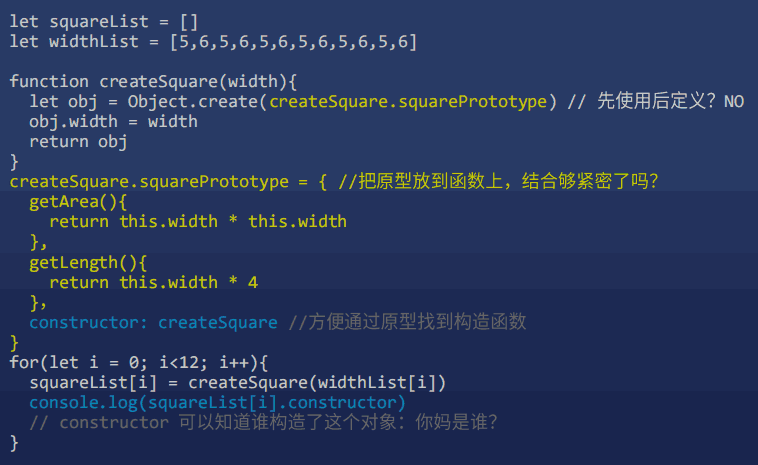 let squareList = []
let widthList = [5,6,5,6,5,6,5,6,5,6,5,6]
function createSquare(width){
  let obj = Object.create(createSquare.squarePrototype) // 先使用后定义？NO
  obj.width = width
  return obj
}
createSquare.squarePrototype = { //把原型放到函数上，结合够紧密了吗？
  getArea(){
    return this.width * this.width
  },
  getLength(){
    return this.width * 4
  }，
  constructor: createSquare //方便通过原型找到构造函数
}
for(let i = 0; i<12; i++){
  squareList[i] = createSquare(widthList[i])
  console.log(squareList[i].constructor)
  // constructor 可以知道谁构造了这个对象：你妈是谁？
}